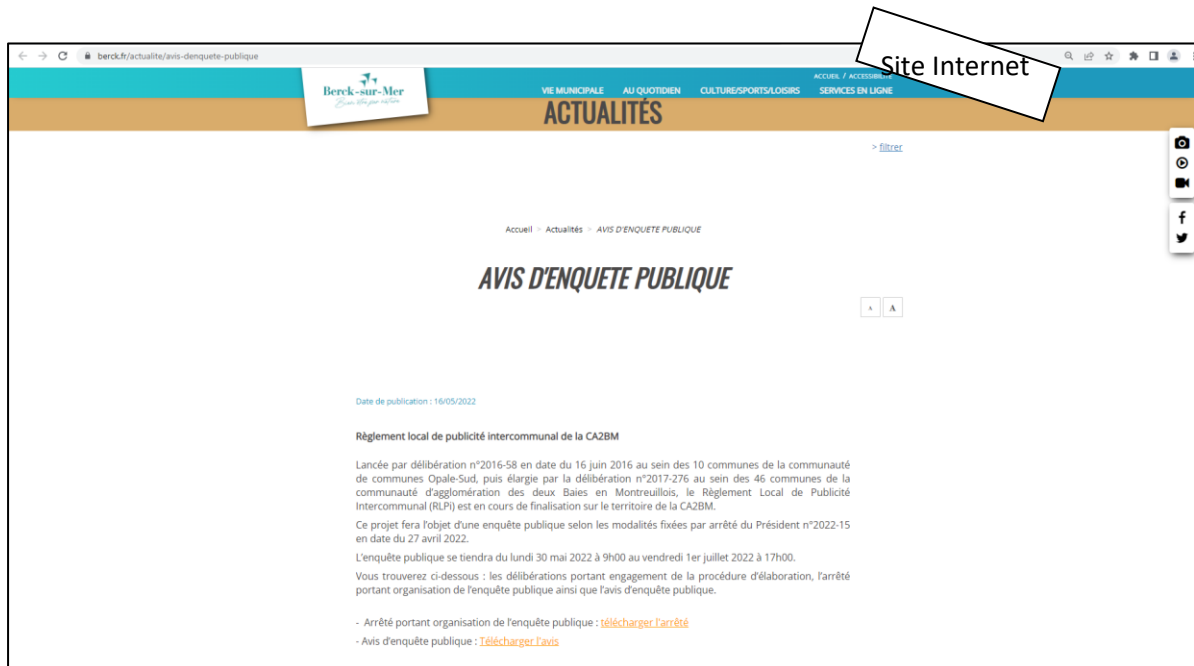 Site Internet
berck.fr/actualite/avis-denquete-publique
ACCUEIL / ACCESSIBILITE
Berck-sur-Mer
VIE MUNICIPALE AU QUOTIDIEN CULTURE/SPORTS/LOISIRS SERVICES EN LIGNE
ACTUALITÉS
> filtrer
Accueil > Actualités > AVIS D'ENQUETE PUBLIQUE
AVIS D'ENQUETE PUBLIQUE
A A
Date de publication : 16/05/2022
Règlement local de publicité intercommunal de la CA2BM
Lancée par délibération n°2016-58 en date du 16 juin 2016 au sein des 10 communes de la communauté
de communes Opale-Sud, puis élargie par la délibération n°2017-276 au sein des 46 communes de la
communauté d'agglomération des deux Baies en Montreuillois, le Règlement Local de Publicité
Intercommunal (RLPi) est en cours de finalisation sur le territoire de la CA2BM.
Ce projet fera l'objet d'une enquête publique selon les modalités fixées par arrêté du Président n°2022-15
en date du 27 avril 2022.
L'enquête publique se tiendra du lundi 30 mai 2022 à 9h00 au vendredi 1er juillet 2022 à 17h00.
Vous trouverez ci-dessous : les délibérations portant engagement de la procédure d'élaboration, l'arrêté
portant organisation de l'enquête publique ainsi que l'avis d'enquête publique.
- Arrêté portant organisation de l'enquête publique : télécharger l'arrêté
- Avis d'enquête publique : Télécharger l'avis